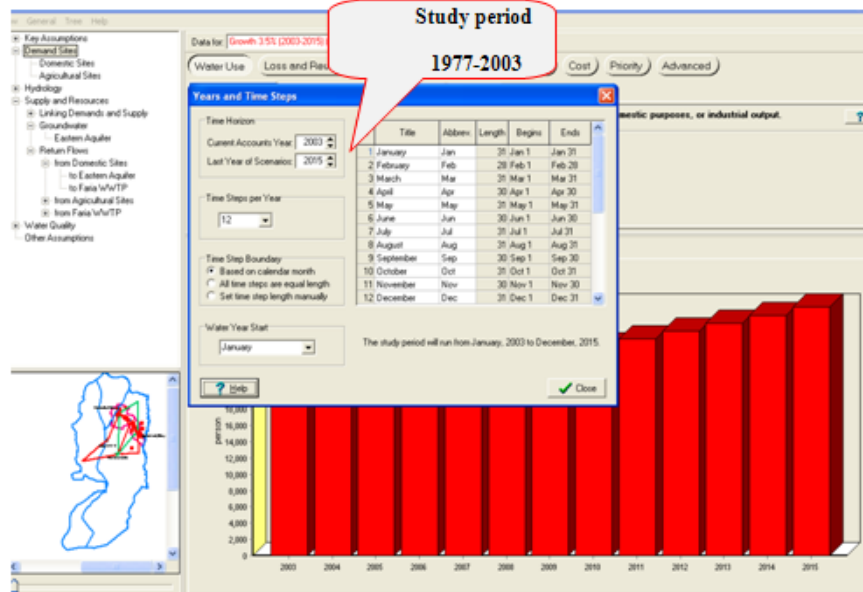 General Tree Help
Key Assumptions
Demand Sites
Domestic Sites
Agricultural Sites
Hydrology
Supply and Resources
Linking Demands and Supply
Groundwater
Eastern Aquifer
Return Flows
from Domestic Sites
to Eastern Aquifer
to Faria WWTP
from Agricultural Sites
from Faria WWTP
Water Quality
Other Assumptions
Study period
1977-2003
Data for: Growth 3.5% (2003-2015)
Water Use
Loss and Reu
Cost
Priority
Advanced
mestic purposes, or industrial output.
?
Years and Time Steps
Time Horizon
Current Accounts Year: 2003
Last Year of Scenarios: 2015
Time Steps per Year
12
Time Step Boundary
Based on calendar month
All time steps are equal length
Set time step length manually
Water Year Start
January
Title Abbrev. Length Begins Ends
1 January Jan 31 Jan 1 Jan 31
2 February Feb 28 Feb 1 Feb 28
3 March Mar 31 Mar 1 Mar 31
4 April Apr 30 Apr 1 Apr 30
5 May May 31 May 1 May 31
6 June Jun 30 Jun 1 Jun 30
7 July Jul 31 Jul 1 Jul 31
8 August Aug 31 Aug 1 Aug 31
9 September Sep 30 Sep 1 Sep 30
10 October Oct 31 Oct 1 Oct 31
11 November Nov 30 Nov 1 Nov 30
12 December Dec 31 Dec 1 Dec 31
The study period will run from January, 2003 to December, 2015.
? Help
Close
person
16,000
14,000
12,000
10,000
8,000
6,000
4,000
2,000
0
2003 2004 2005 2006 2007 2008 2009 2010 2011 2012 2013 2014 2015